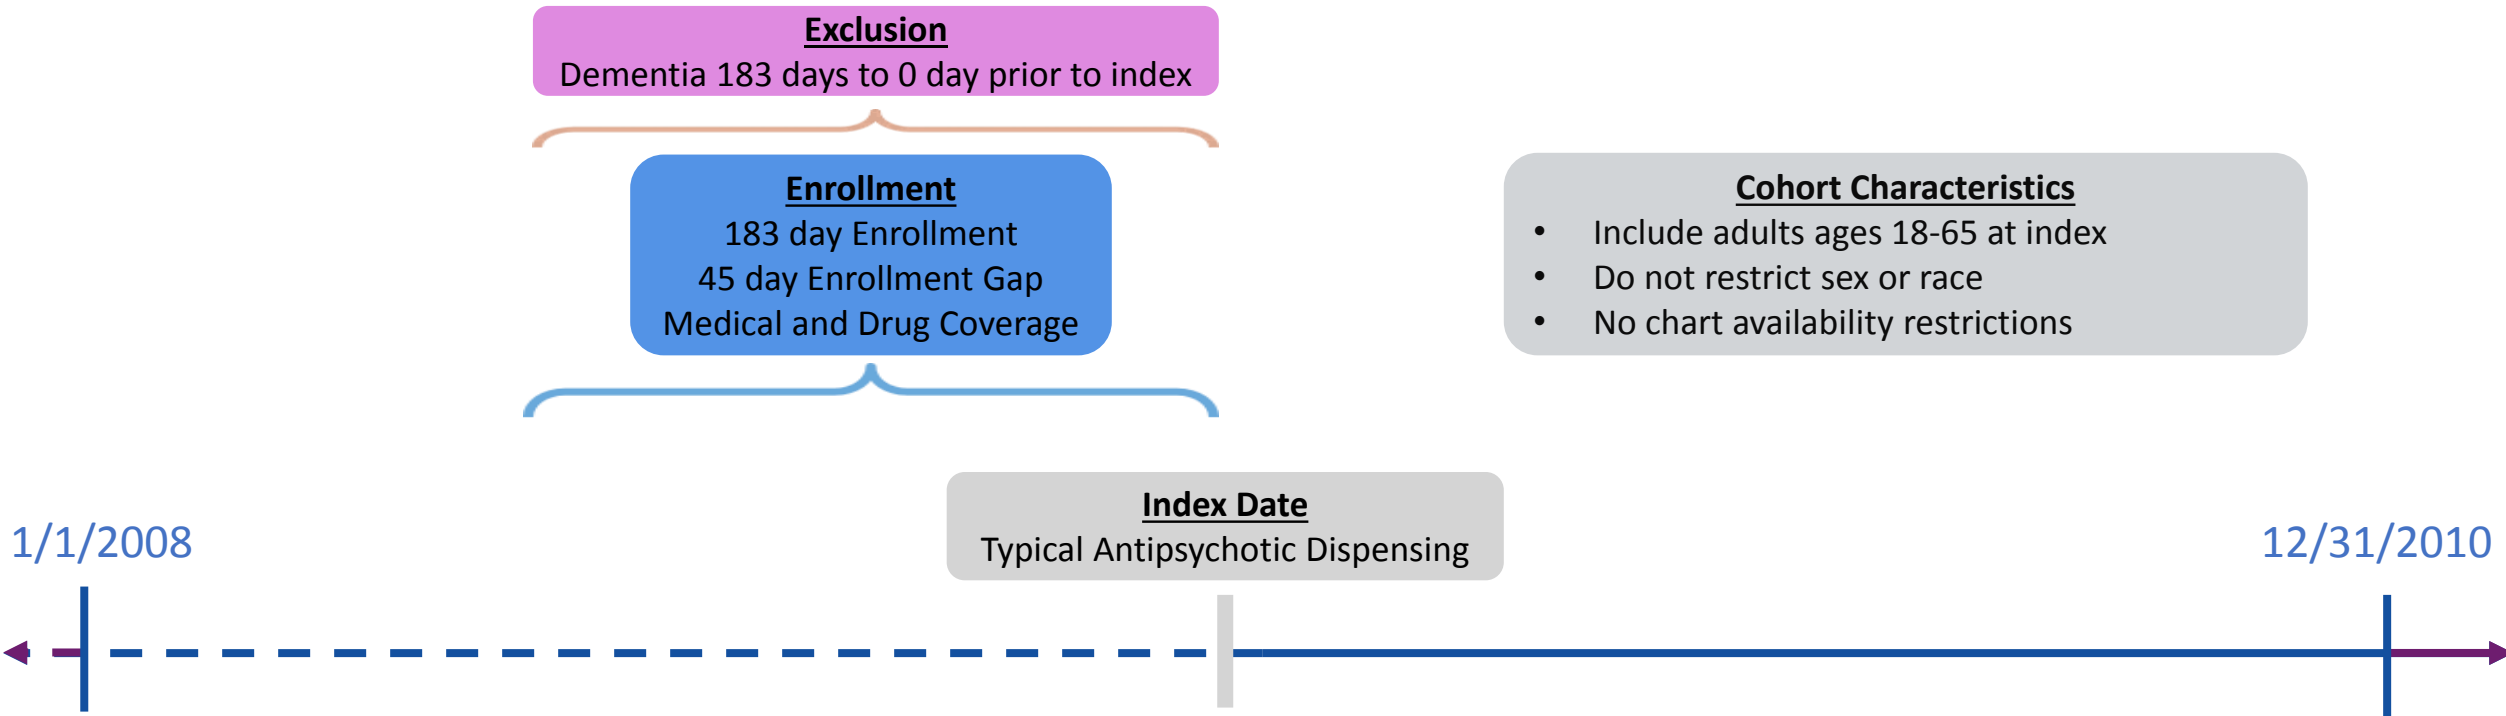 Exclusion
Dementia 183 days to 0 day prior to index
Enrollment
183 day Enrollment
45 day Enrollment Gap
Medical and Drug Coverage
Cohort Characteristics
• Include adults ages 18-65 at index
• Do not restrict sex or race
• No chart availability restrictions
Index Date
Typical Antipsychotic Dispensing
1/1/2008
12/31/2010